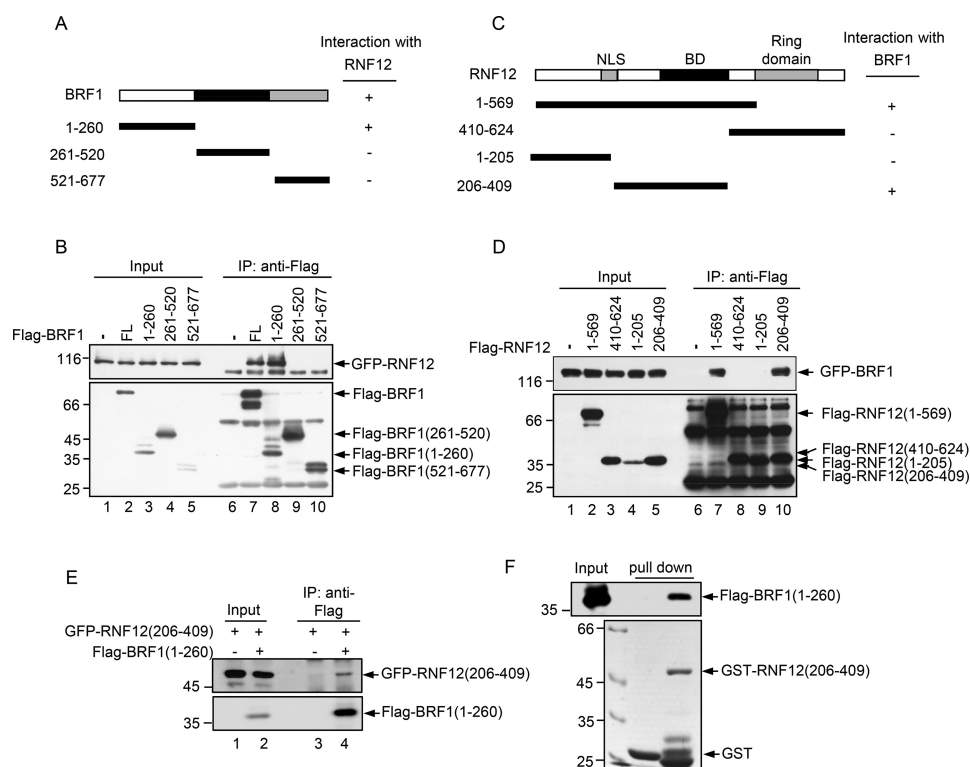 A
Interaction with
RNF12
BRF1
+
1-260
+
261-520
-
521-677
-
C
NLS
BD
Ring
domain
Interaction with
BRF1
RNF12
1-569
+
410-624
-
1-205
-
206-409
+
B
Input
IP: anti-Flag
Flag-BRF1
-
FL
1-260
261-520
521-677
-
FL
1-260
261-520
521-677
116
GFP-RNF12
66
45
35
25
Flag-BRF1
Flag-BRF1(261-520)
Flag-BRF1(1-260)
Flag-BRF1(521-677)
1 2 3 4 5 6 7 8 9 10
D
Input
IP: anti-Flag
Flag-RNF12
-
1-569
410-624
1-205
206-409
-
1-569
410-624
1-205
206-409
116
GFP-BRF1
66
35
25
Flag-RNF12(1-569)
Flag-RNF12(410-624)
Flag-RNF12(1-205)
Flag-RNF12(206-409)
1 2 3 4 5 6 7 8 9 10
E
Input
IP: anti-
Flag
GFP-RNF12(206-409) + + + +
Flag-BRF1(1-260) - + - +
45
GFP-RNF12(206-409)
35
Flag-BRF1(1-260)
1 2 3 4
F
Input
pull down
35
Flag-BRF1(1-260)
66
45
35
25
GST-RNF12(206-409)
GST